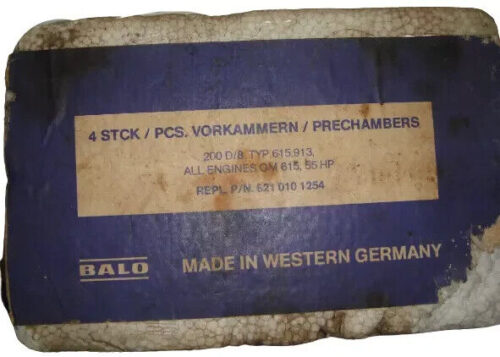 4 STCK / PCS. VORKAMMERN / PRECHAMBERS
200 D/8 TYP 615,913,
ALL ENGINES OM 615, 55 HP
REPL. P/N. 621 010 1254
BALO
MADE IN WESTERN GERMANY